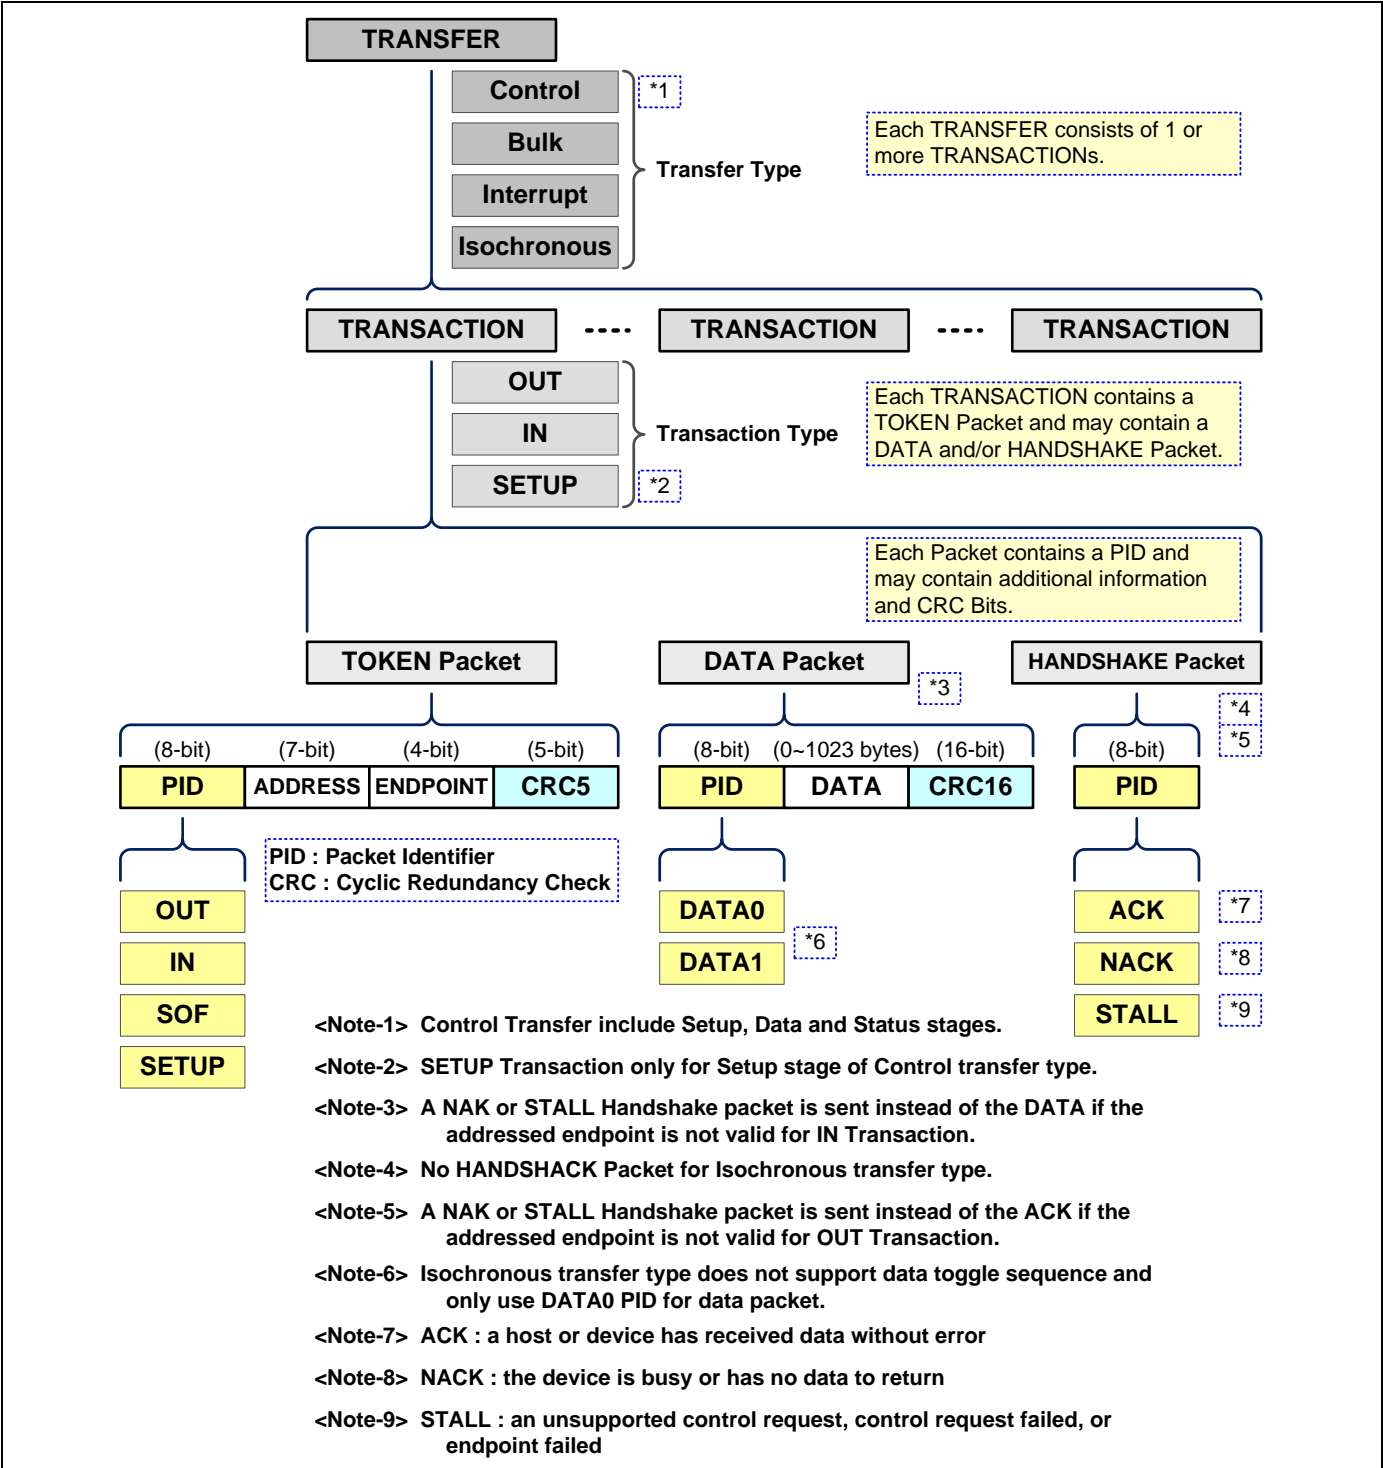 TRANSFER
Control
*1
Bulk
Interrupt
Isochronous
Transfer Type
Each TRANSFER consists of 1 or
more TRANSACTIONs.
TRANSACTION ---- TRANSACTION ---- TRANSACTION
OUT
IN
SETUP
*2
Transaction Type
Each TRANSACTION contains a
TOKEN Packet and may contain a
DATA and/or HANDSHAKE Packet.
Each Packet contains a PID and
may contain additional information
and CRC Bits.
TOKEN Packet
DATA Packet
*3
HANDSHAKE Packet
*4
*5
(8-bit) (7-bit) (4-bit) (5-bit)
PID ADDRESS ENDPOINT CRC5
(8-bit) (0~1023 bytes) (16-bit)
PID DATA CRC16
(8-bit)
PID
PID : Packet Identifier
CRC : Cyclic Redundancy Check
OUT
IN
SOF
SETUP
DATA0
DATA1
*6
ACK *7
NACK *8
STALL *9
<Note-1> Control Transfer include Setup, Data and Status stages.
<Note-2> SETUP Transaction only for Setup stage of Control transfer type.
<Note-3> A NAK or STALL Handshake packet is sent instead of the DATA if the
addressed endpoint is not valid for IN Transaction.
<Note-4> No HANDSHACK Packet for Isochronous transfer type.
<Note-5> A NAK or STALL Handshake packet is sent instead of the ACK if the
addressed endpoint is not valid for OUT Transaction.
<Note-6> Isochronous transfer type does not support data toggle sequence and
only use DATA0 PID for data packet.
<Note-7> ACK : a host or device has received data without error
<Note-8> NACK : the device is busy or has no data to return
<Note-9> STALL : an unsupported control request, control request failed, or
endpoint failed